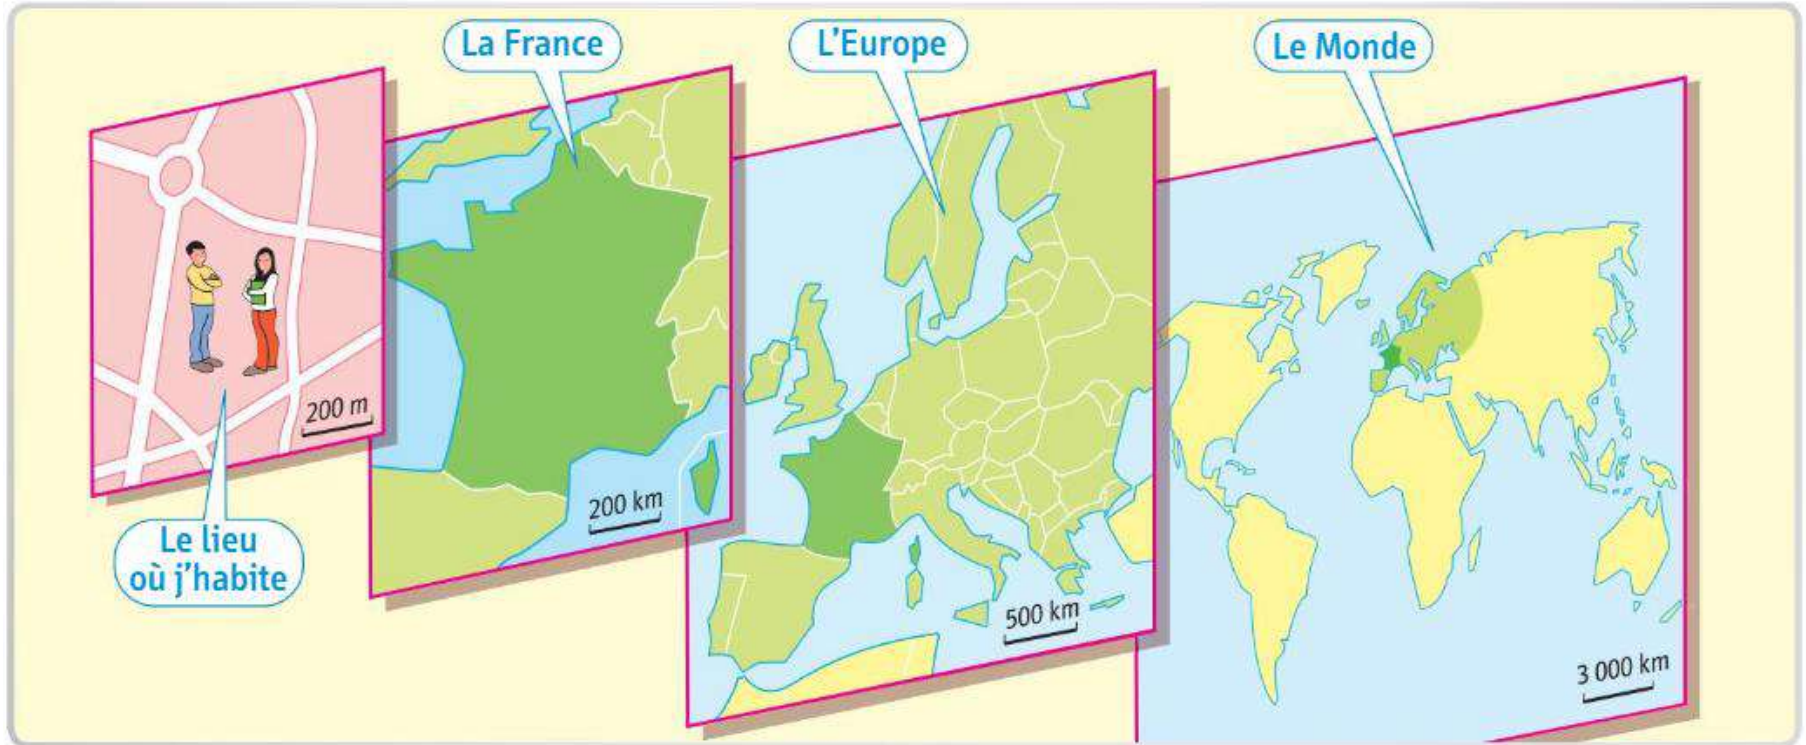 La France
L'Europe
Le Monde
200 m
200 km
500 km
3 000 km
Le lieu
où j'habite